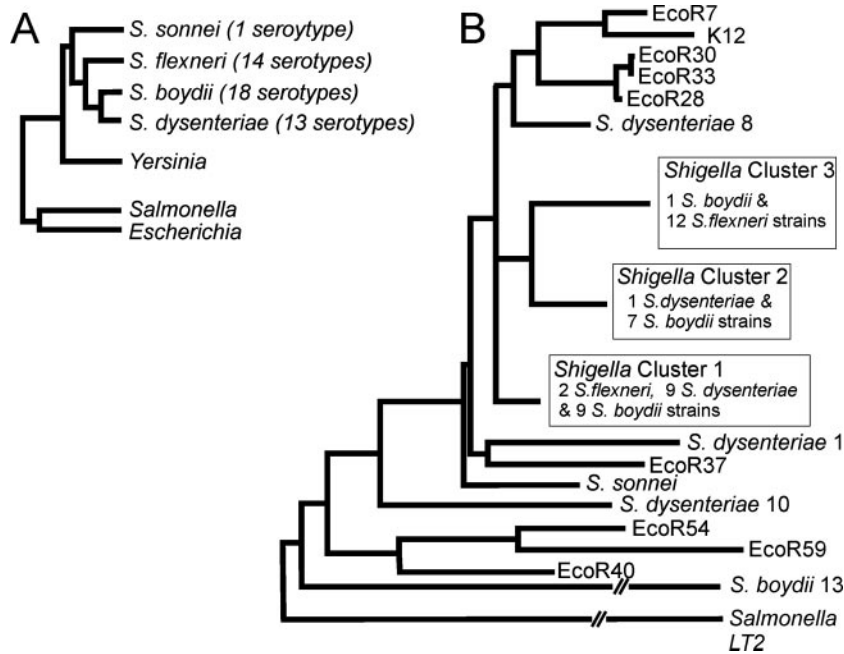 A
S. sonnei (1 seroytype)
S. flexneri (14 serotypes)
S. boydii (18 serotypes)
S. dysenteriae (13 serotypes)
Yersinia
Salmonella
Escherichia
B
EcoR7
K12
EcoR30
EcoR33
EcoR28
S. dysenteriae 8
Shigella Cluster 3
1 S. boydii &
12 S.flexneri strains
Shigella Cluster 2
1 S.dysenteriae &
7 S. boydii strains
Shigella Cluster 1
2 S.flexneri, 9 S. dysenteriae
& 9 S. boydii strains
S. dysenteriae 1
EcoR37
S. sonnei
S. dysenteriae 10
EcoR54
EcoR59
EcoR40
S. boydii 13
Salmonella
LT2